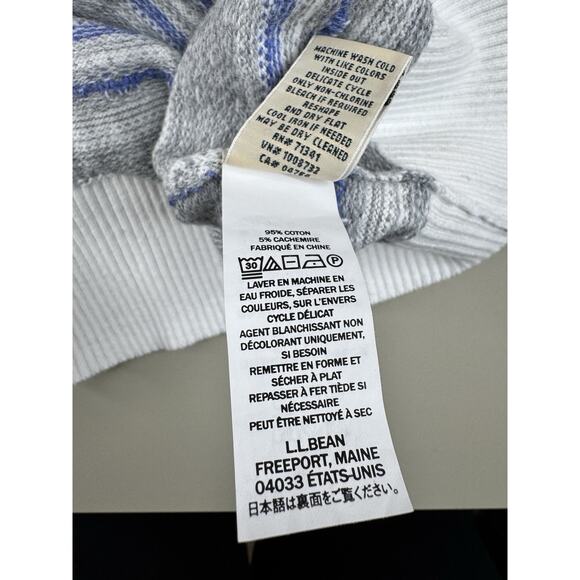 MACHINE WASH COLD
WITH LIKE COLORS
INSIDE OUT
DELICATE CYCLE
ONLY NON-CHLORINE
BLEACH IF REQUIRED
RESHAPE
AND DRY FLAT
COOL IRON IF NEEDED
MAY BE DRY CLEANED
RN# 71341
VN# 1008732
CA#
95% COTON
5% CACHEMIRE
FABRIQUÉ EN CHINE
30 P
LAVER EN MACHINE EN
EAU FROIDE, SÉPARER LES
COULEURS, SUR L'ENVERS
CYCLE DÉLICAT
AGENT BLANCHISSANT NON
DÉCOLORANT UNIQUEMENT,
SI BESOIN
REMETTRE EN FORME ET
SÉCHER À PLAT
REPASSER À FER TIÈDE SI
NÉCESSAIRE
PEUT ÊTRE NETTOYÉ À SEC
L.L.BEAN
FREEPORT, MAINE
04033 ÉTATS-UNIS
日本語は裏面をご覧ください。